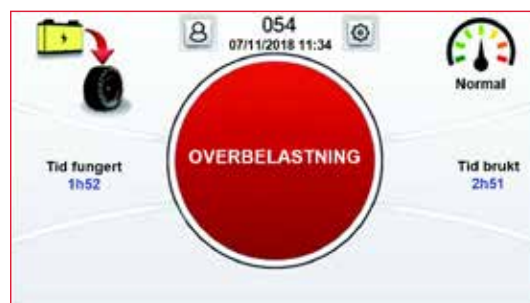 054
07/11/2018 11:34
Normal
OVERBELASTNING
Tid fungert
1h52
Tid brukt
2h51